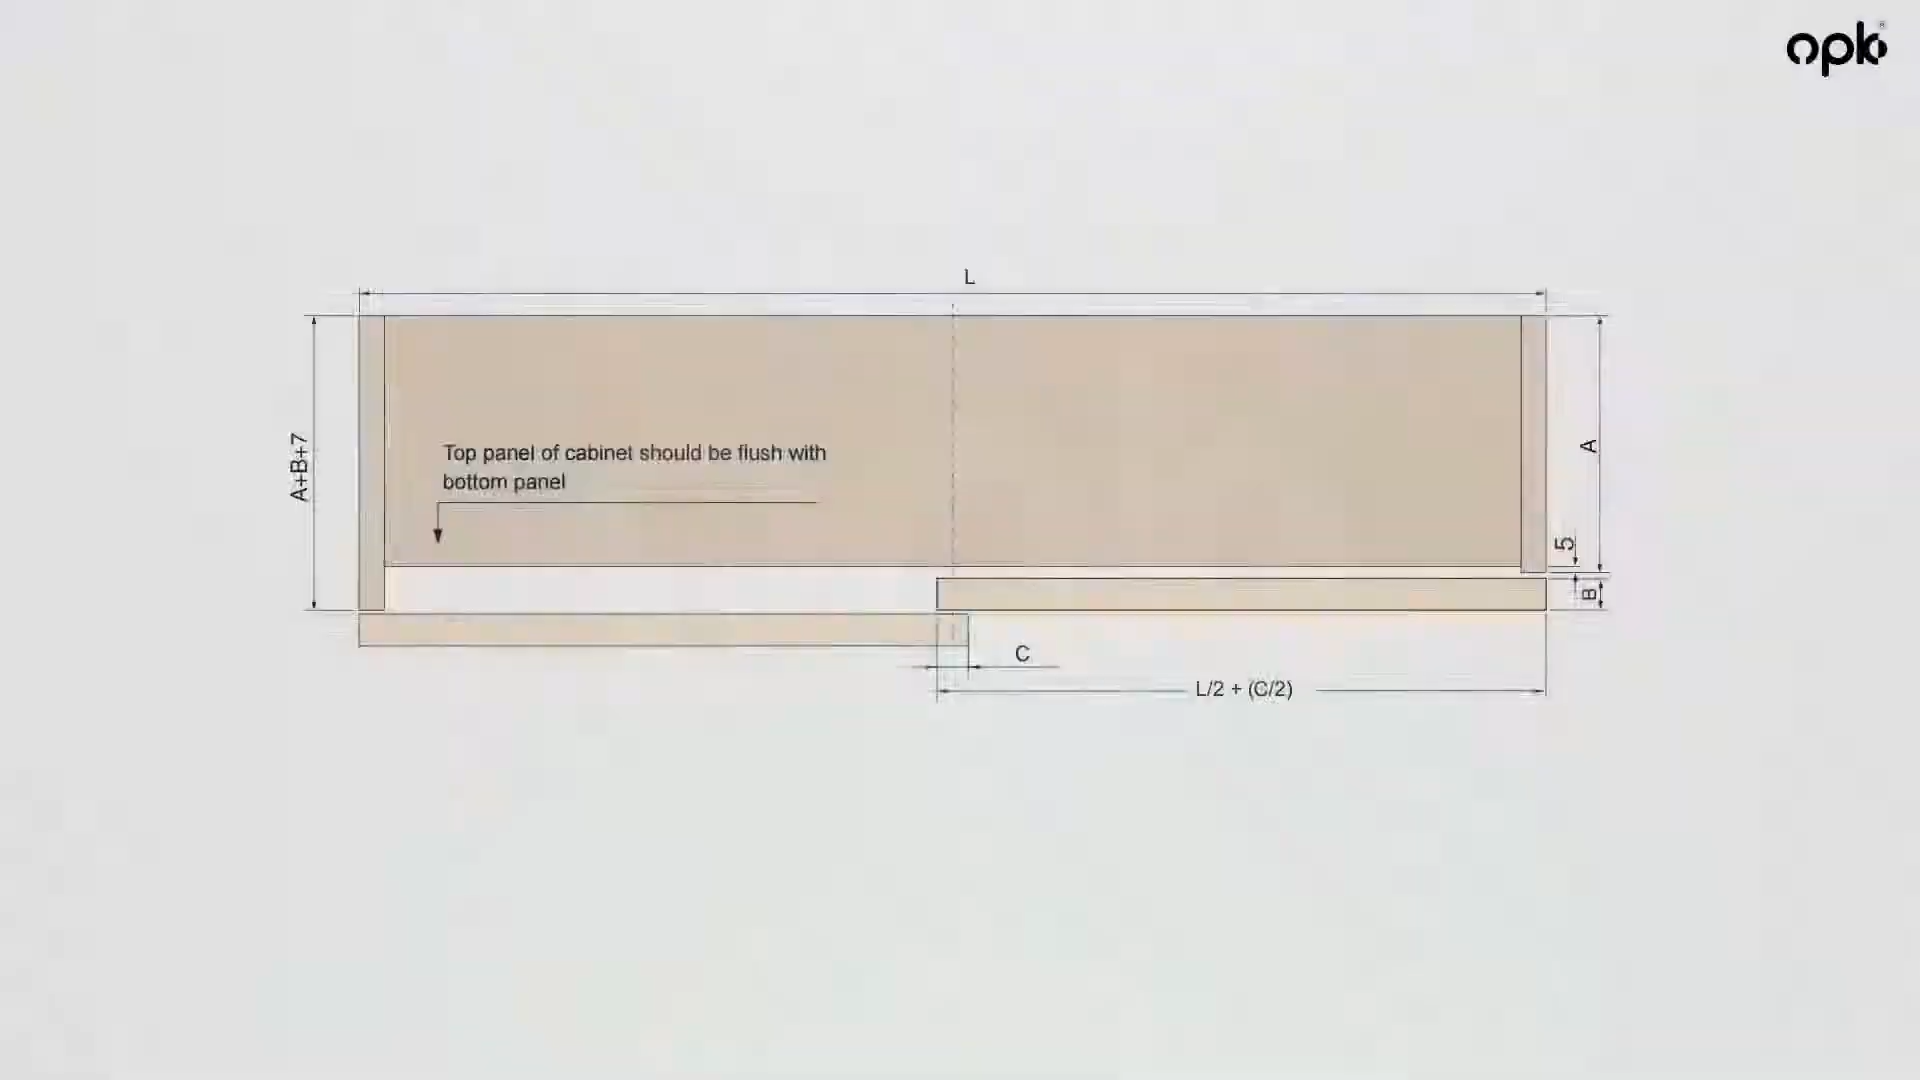 opk®
L
Top panel of cabinet should be flush with
bottom panel
A+B+7
A
5
B
C
L/2 + (C/2)